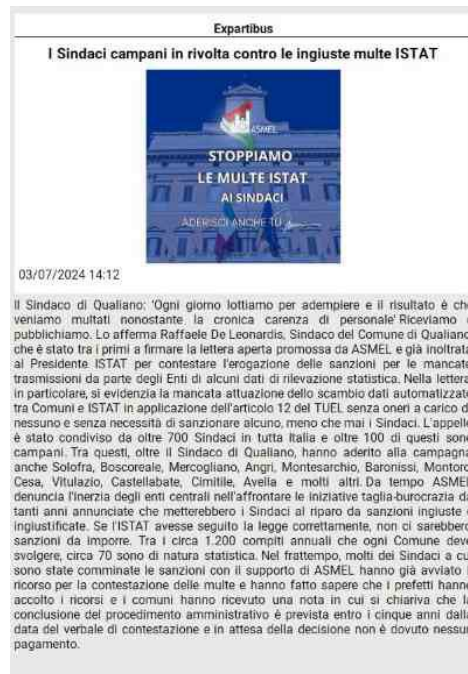 Expartibus
I Sindaci campani in rivolta contro le ingiuste multe ISTAT
ASMEL
STOPPIAMO
LE MULTE ISTAT
AI SINDACI
ADERISCI ANCHE TU
03/07/2024 14:12
Il Sindaco di Qualiano: 'Ogni giorno lottiamo per adempiere e il risultato è che
veniamo multati nonostante la cronica carenza di personale' Riceviamo
pubblichiamo. Lo afferma Raffaele De Leonardis, Sindaco del Comune di Qualiano
che è stato tra i primi a firmare la lettera aperta promossa da ASMEL e già inoltrata
al Presidente ISTAT per contestare l'erogazione delle sanzioni per le mancate
trasmissioni da parte degli Enti di alcuni dati di rilevazione statistica. Nella lettera
in particolare, si evidenzia la mancata attuazione dello scambio dati automatizzat
tra Comuni e ISTAT in applicazione dell'articolo 12 del TUEL senza oneri a carico d
nessuno e senza necessità di sanzionare alcuno, meno che mai i Sindaci. L'appell
è stato condiviso da oltre 700 Sindaci in tutta Italia e oltre 100 di questi son
campani. Tra questi, oltre il Sindaco di Qualiano, hanno aderito alla campagn
anche Solofra, Boscoreale, Mercogliano, Angri, Montesarchio, Baronissi, Montoro
Cesa, Vitulazio, Castellabate, Cimitile, Avella e molti altri. Da tempo ASMEL
denuncia l'inerzia degli enti centrali nell'affrontare le iniziative taglia-burocrazia d
tanti anni annunciate che metterebbero i Sindaci al riparo da sanzioni ingiuste
ingiustificate. Se l'ISTAT avesse seguito la legge correttamente, non ci sarebber
sanzioni da imporre. Tra i circa 1.200 compiti annuali che ogni Comune dev
svolgere, circa 70 sono di natura statistica. Nel frattempo, molti dei Sindaci a cu
sono state comminate le sanzioni con il supporto di ASMEL hanno già avviato
ricorso per la contestazione delle multe e hanno fatto sapere che i prefetti hann
accolto i ricorsi e i comuni hanno ricevuto una nota in cui si chiariva che l
conclusione del procedimento amministrativo è prevista entro i cinque anni dall
data del verbale di contestazione e in attesa della decisione non è dovuto nessun
pagamento.